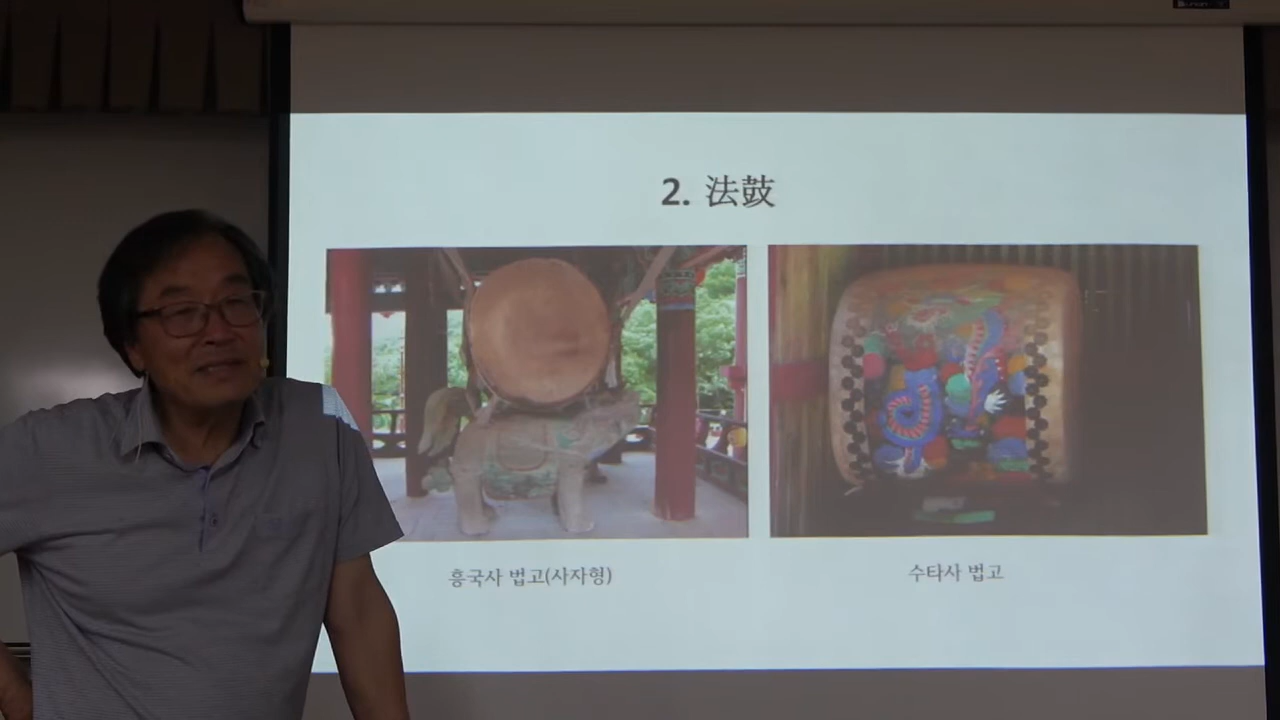 2. 法鼓
흥국사 법고(사자형)
수타사 법고